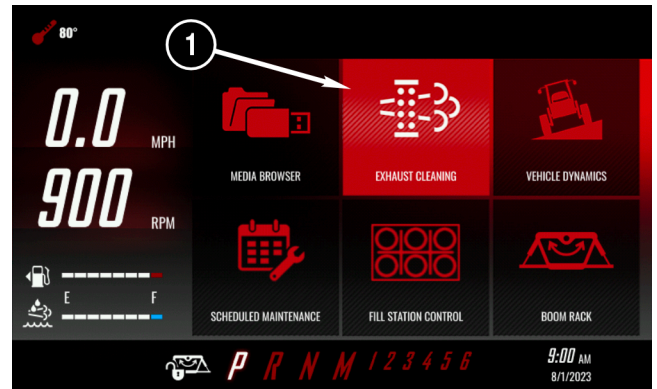 80°
1
0.0 MPH
MEDIA BROWSER
EXHAUST CLEANING
VEHICLE DYNAMICS
900 RPM
E F
SCHEDULED MAINTENANCE
FILL STATION CONTROL
BOOM RACK
P R N M 1 2 3 4 5 6
9:00 AM
8/1/2023